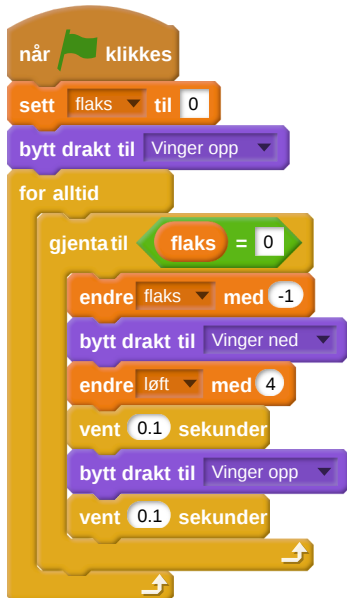 når klikkes
sett flaks til 0
bytt drakt til Vinger opp
for alltid
gjenta til flaks = 0
endre flaks med -1
bytt drakt til Vinger ned
endre løft med 4
vent 0.1 sekunder
bytt drakt til Vinger opp
vent 0.1 sekunder